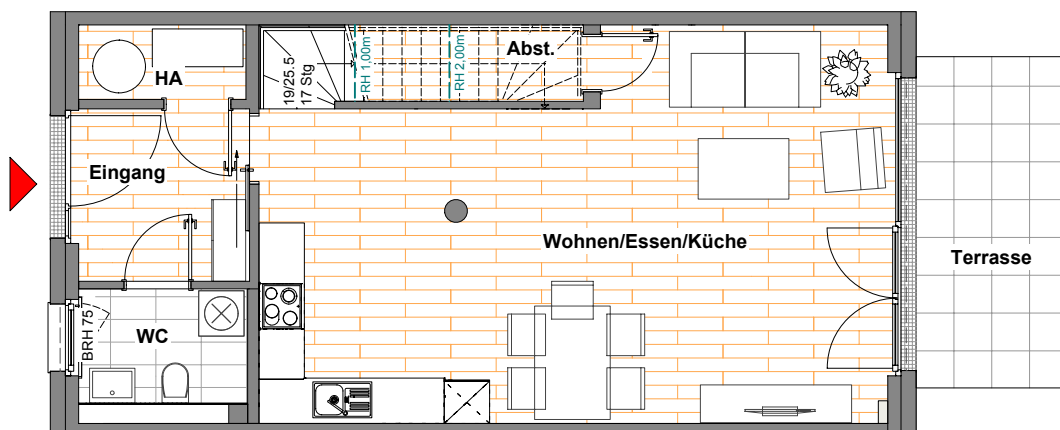 HA
19/25.5
17 Stg
RH 1,00m
RH 2,00m
Abst.
Eingang
Wohnen/Essen/Küche
Terrasse
BRH 75
WC